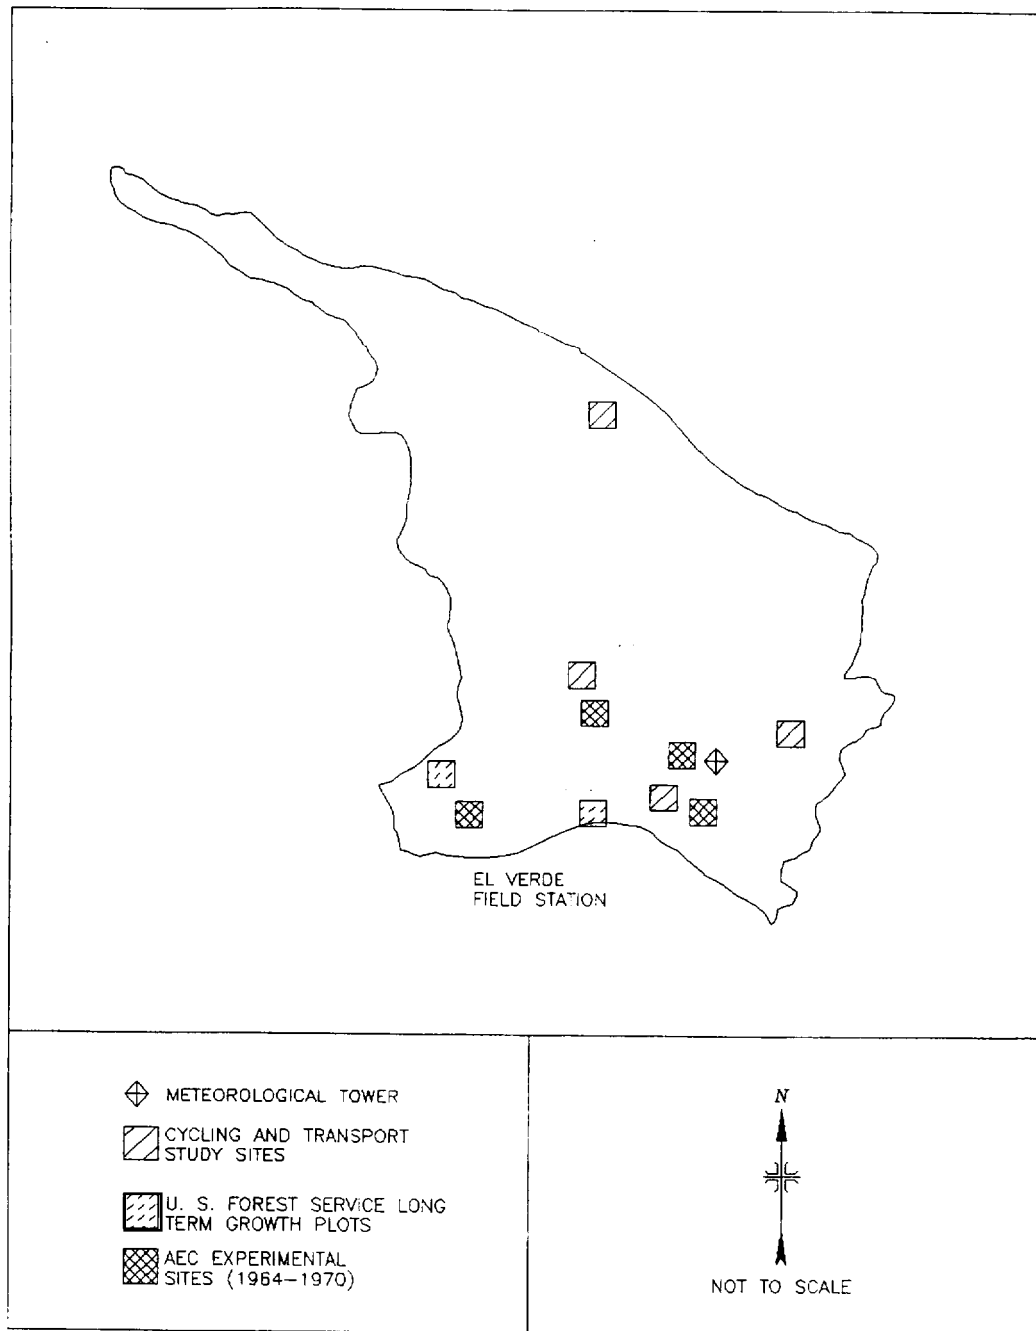 EL VERDE
FIELD STATION
METEOROLOGICAL TOWER
CYCLING AND TRANSPORT
STUDY SITES
U. S. FOREST SERVICE LONG
TERM GROWTH PLOTS
AEC EXPERIMENTAL
SITES (1964-1970)
N
NOT TO SCALE